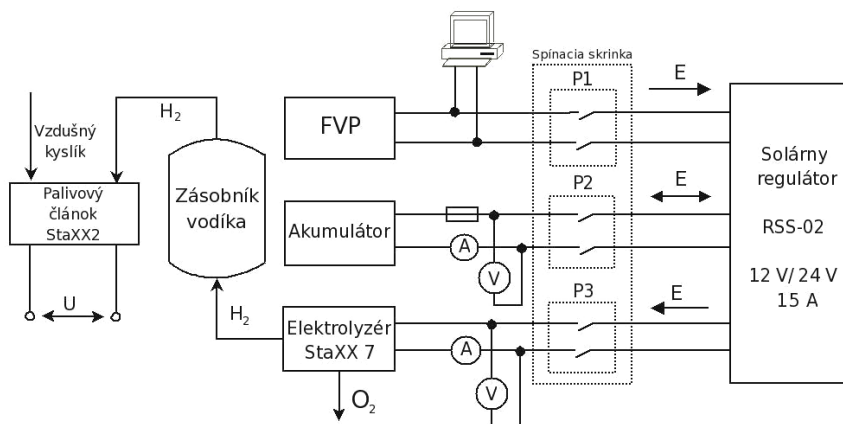 Spínacia skrinka
P1
E
H2
Vzdušný
kyslík
FVP
Solárny
regulátor
RSS-02
12 V/ 24 V
15 A
Palivový
článok
StaXX2
Zásobník
vodíka
P2
E
Akumulátor
A
V
U
H2
P3
E
Elektrolyzér
StaXX 7
A
V
O2